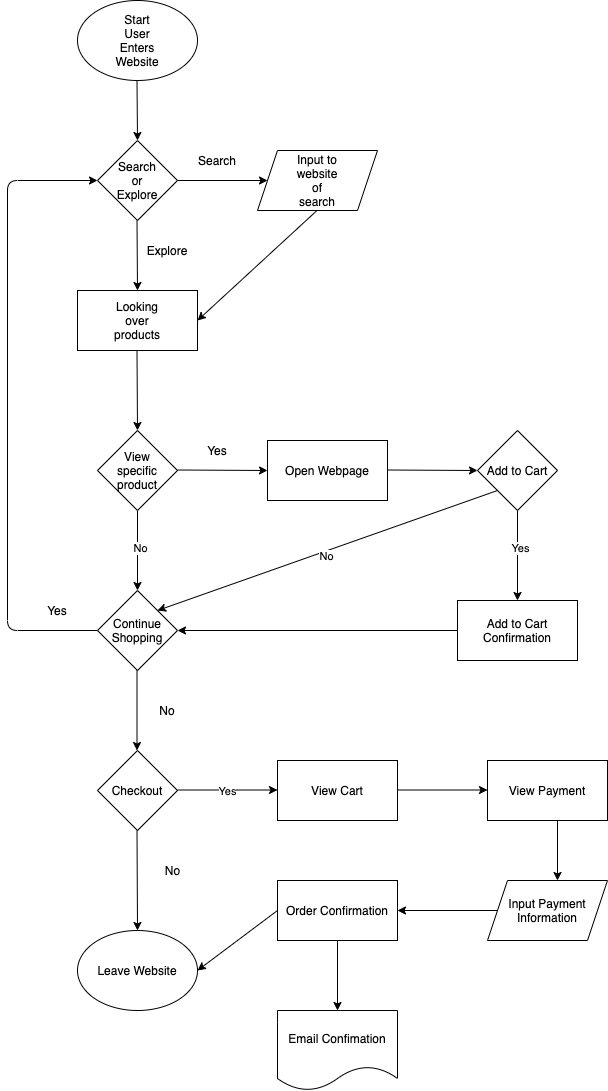 Start
User
Enters
Website
Search
or
Explore
Search
Input to
website
of
search
Explore
Looking
over
products
View
specific
product
Yes
Open Webpage
Add to Cart
No
No
Yes
Yes
Continue
Shopping
Add to Cart
Confirmation
No
Checkout
Yes
View Cart
View Payment
No
Order Confirmation
Input Payment
Information
Leave Website
Email Confimation